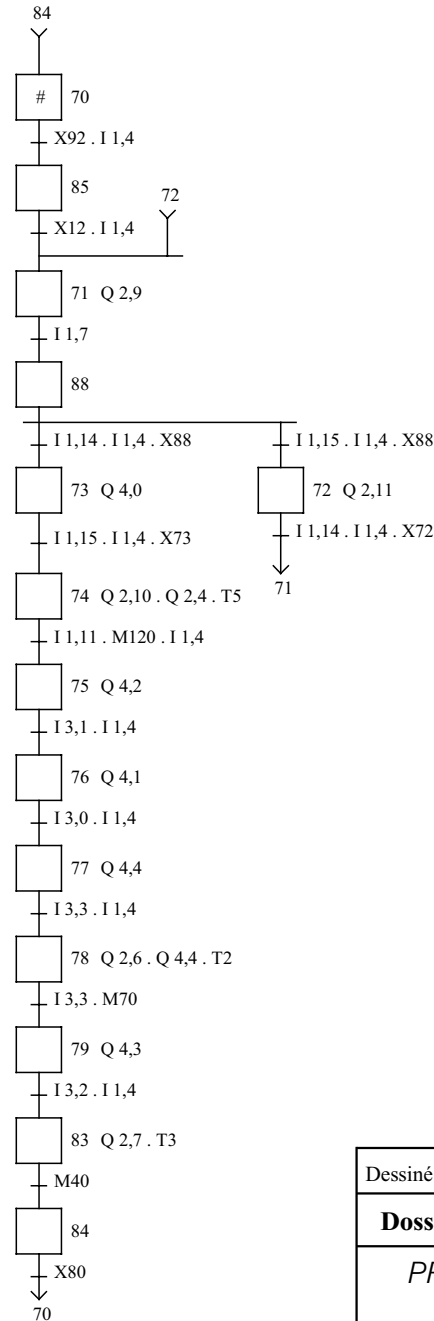 84
# 70
X92 . I 1,4
85
X12 . I 1,4
72
71 Q 2,9
I 1,7
88
I 1,14 . I 1,4 . X88
I 1,15 . I 1,4 . X88
73 Q 4,0
72 Q 2,11
I 1,15 . I 1,4 . X73
I 1,14 . I 1,4 . X72
71
74 Q 2,10 . Q 2,4 . T5
I 1,11 . M120 . I 1,4
75 Q 4,2
I 3,1 . I 1,4
76 Q 4,1
I 3,0 . I 1,4
77 Q 4,4
I 3,3 . I 1,4
78 Q 2,6 . Q 4,4 . T2
I 3,3 . M70
79 Q 4,3
I 3,2 . I 1,4
83 Q 2,7 . T3
M40
84
X80
70
Dessiné